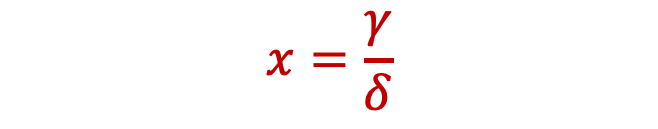 x = γ/δ